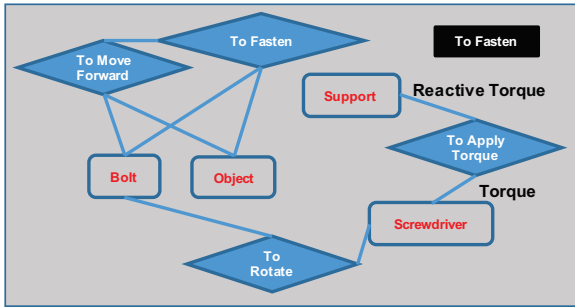 To Fasten
To Move
Forward
To Fasten
Support
Reactive Torque
To Apply
Torque
Bolt
Object
Torque
Screwdriver
To
Rotate